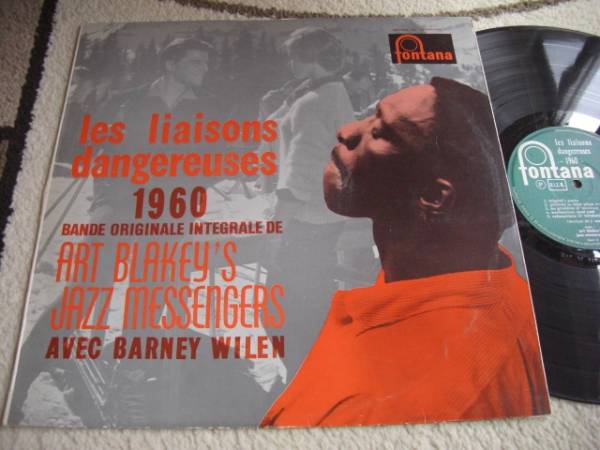 fontana
les liaisons
dangereuses
1960
BANDE ORIGINALE INTEGRALE DE
ART BLAKEY'S
JAZZ MESSENGERS
AVEC BARNEY WILEN
les liaisons
dangereuses
1960
fontana